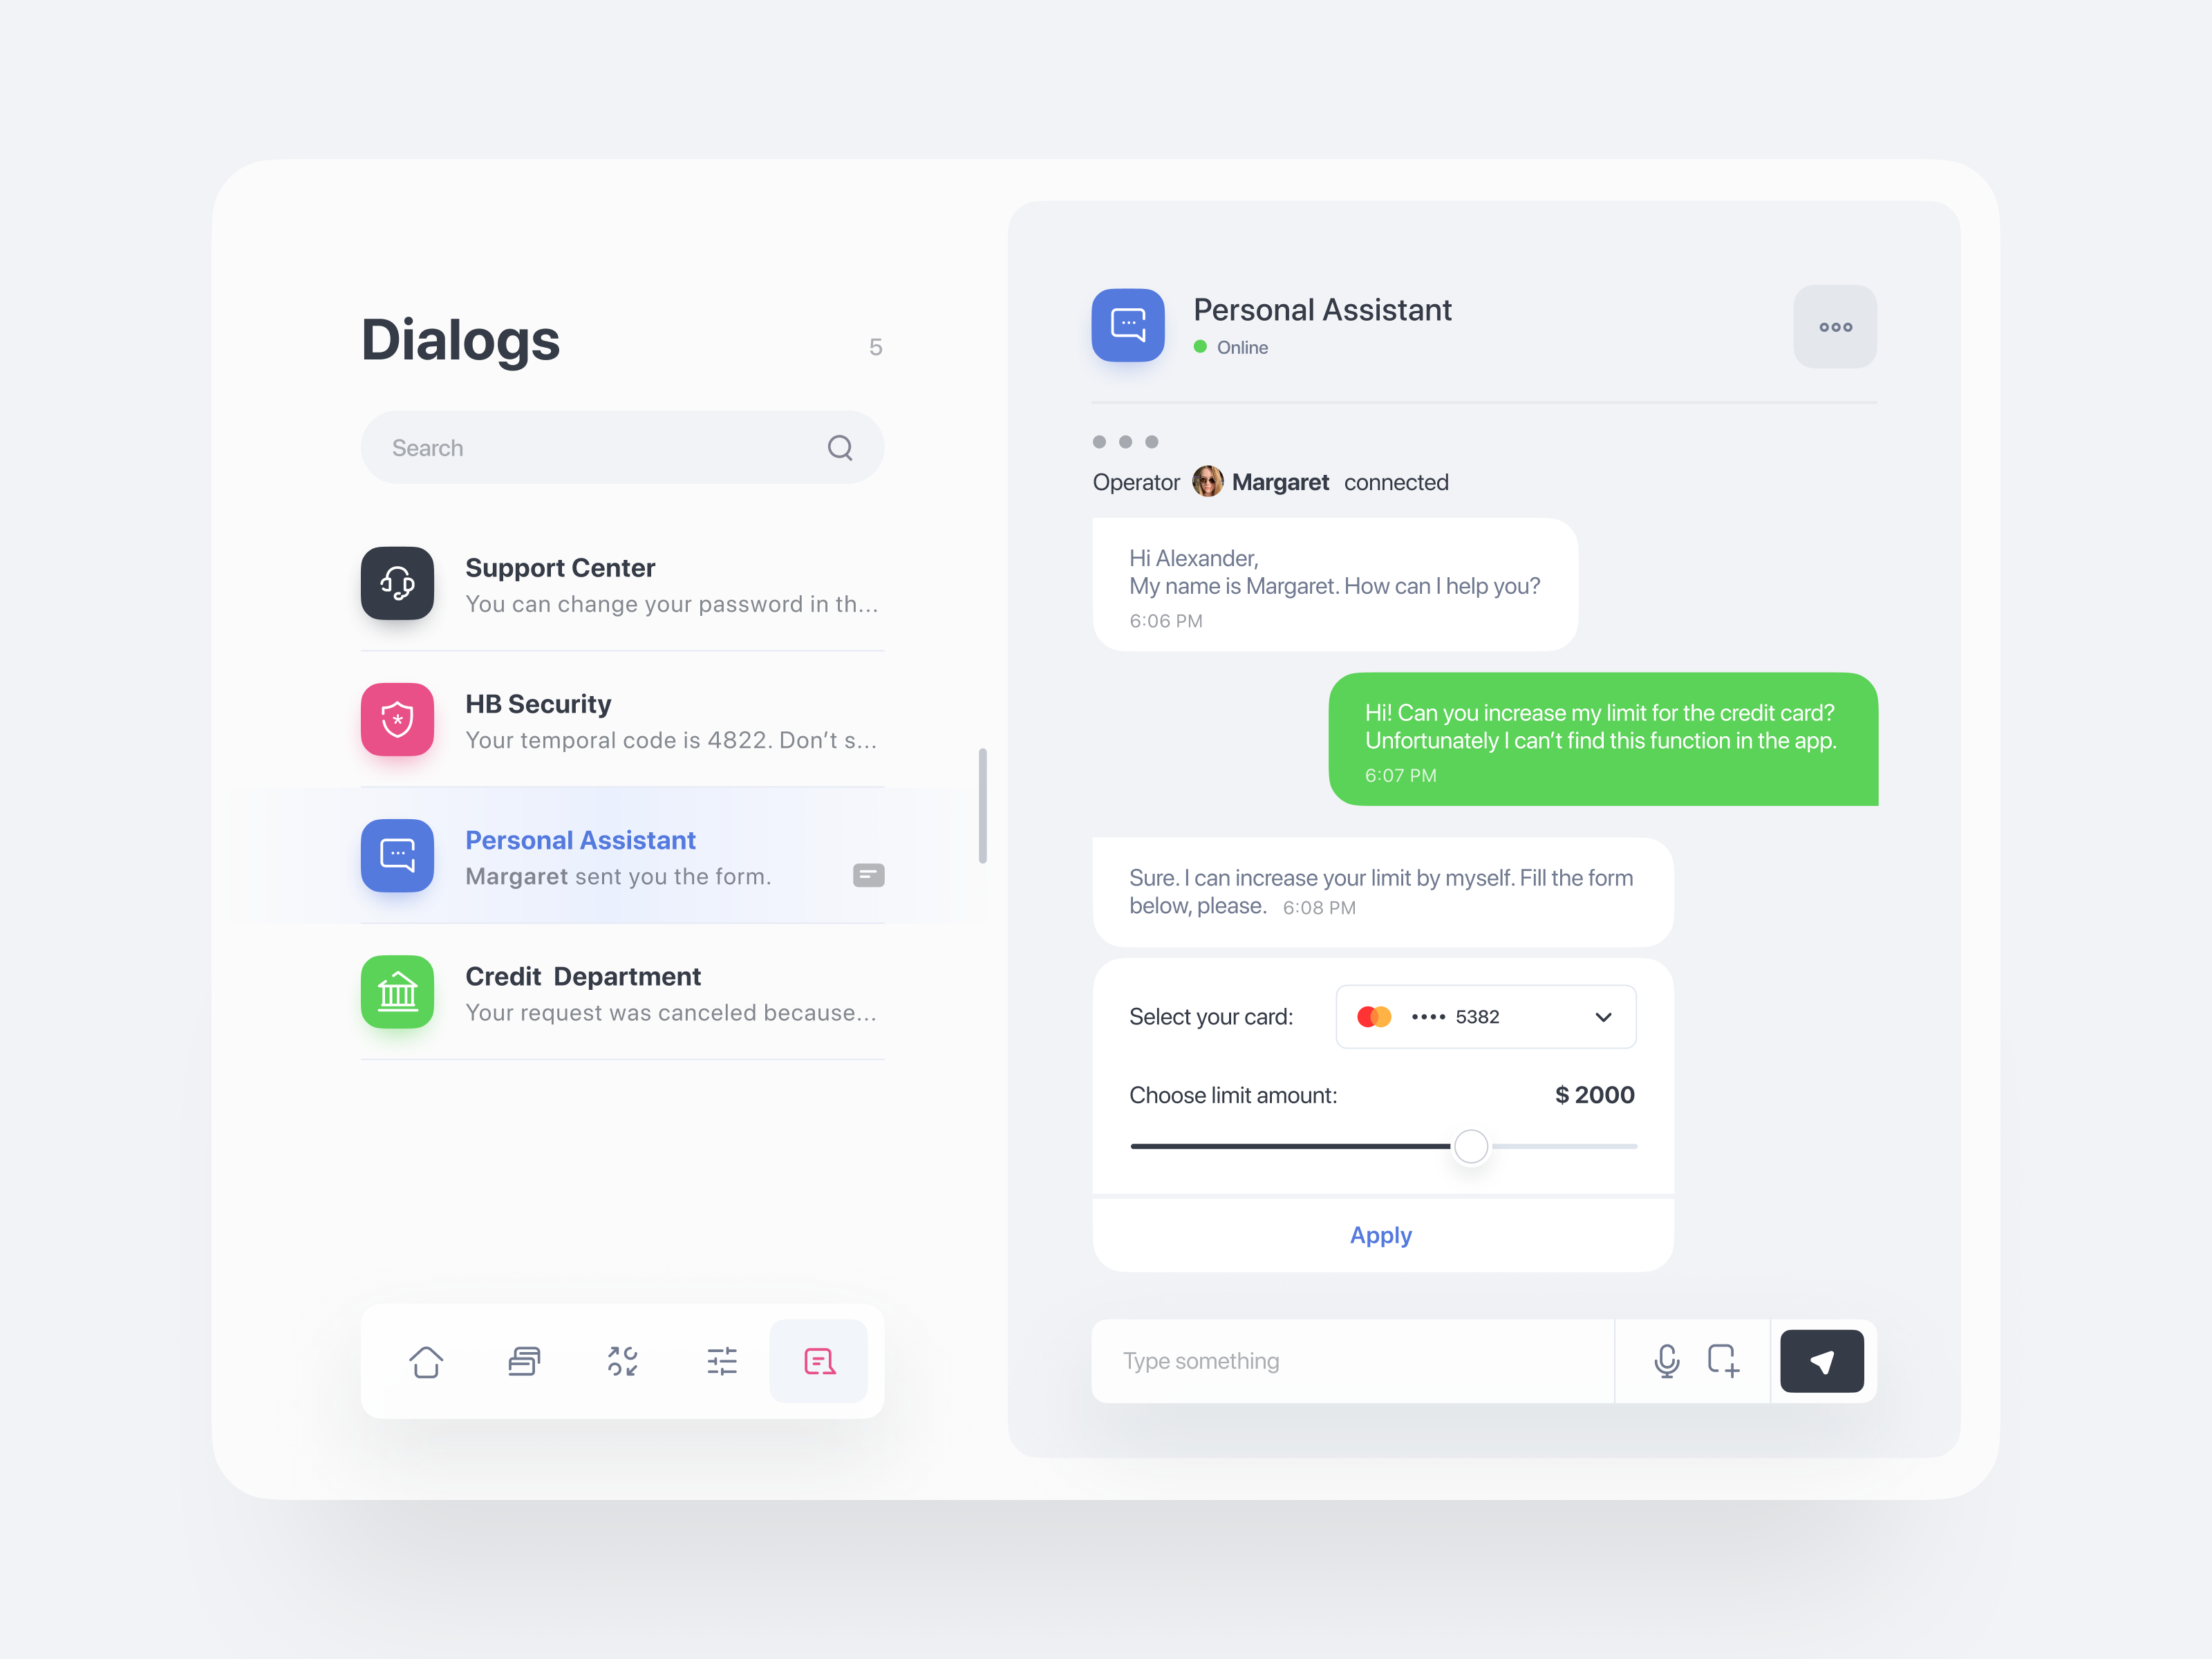 Dialogs
5
Search
Support Center
You can change your password in th...
HB Security
Your temporal code is 4822. Don’t s...
Personal Assistant
Margaret sent you the form.
Credit Department
Your request was canceled because...
Personal Assistant
Online
Operator Margaret connected
Hi Alexander,
My name is Margaret. How can I help you?
6:06 PM
Hi! Can you increase my limit for the credit card?
Unfortunately I can’t find this function in the app.
6:07 PM
Sure. I can increase your limit by myself. Fill the form
below, please. 6:08 PM
Select your card: •••• 5382
Choose limit amount: $ 2000
Apply
Type something